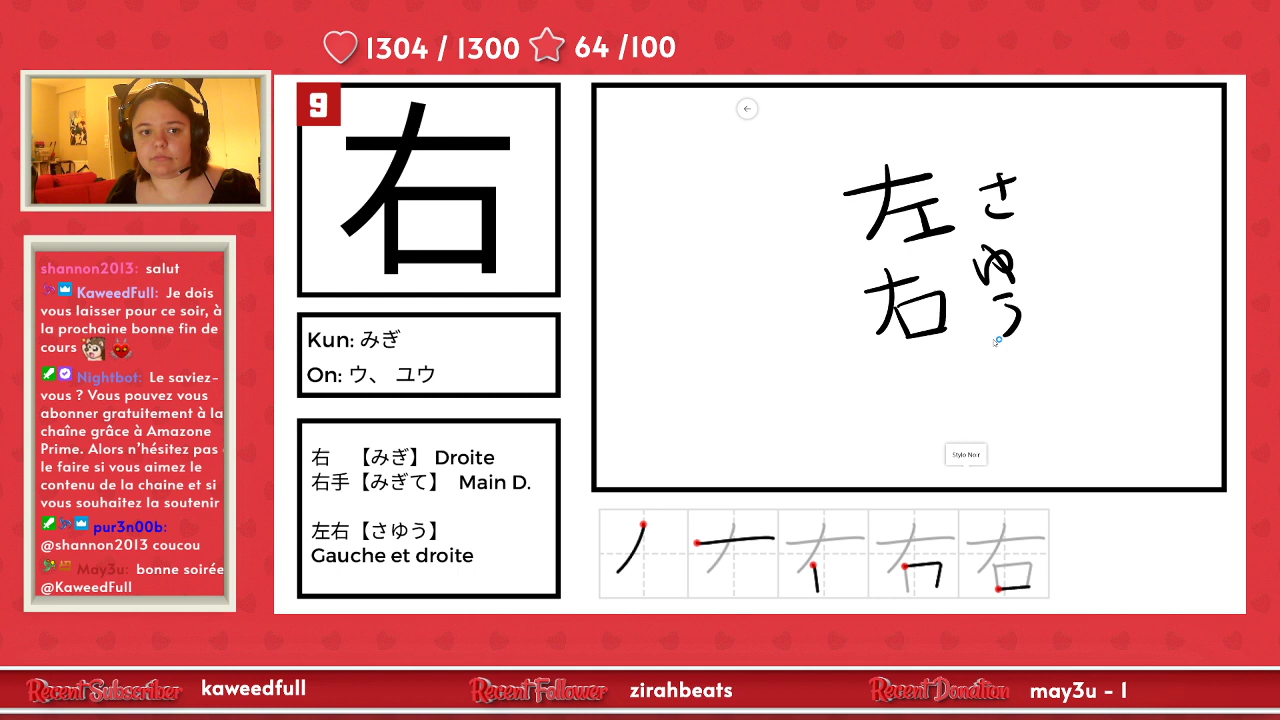 1304 / 1300 64 /100
shannon2013: salut
KaweedFull: Je dois
vous laisser pour ce soir, à
la prochaine bonne fin de
cours
Nightbot: Le saviez-
vous ? Vous pouvez vous
abonner gratuitement à la
chaîne grâce à Amazone
Prime. Alors n'hésitez pas
le faire si vous aimez le
contenu de la chaine et si
vous souhaitez la soutenir
pur3n00b:
@shannon2013 coucou
May3u: bonne soirée
@KaweedFull
9
右
Kun: みぎ
On: ウ、 ユウ
右 【みぎ】 Droite
右手【みぎて】 Main D.
左右【さゆう】
Gauche et droite
左右
さゆう
Stylo Noir
Recent Subscriber kaweedfull
Recent Follower zirahbeats
Recent Donation may3u - 1